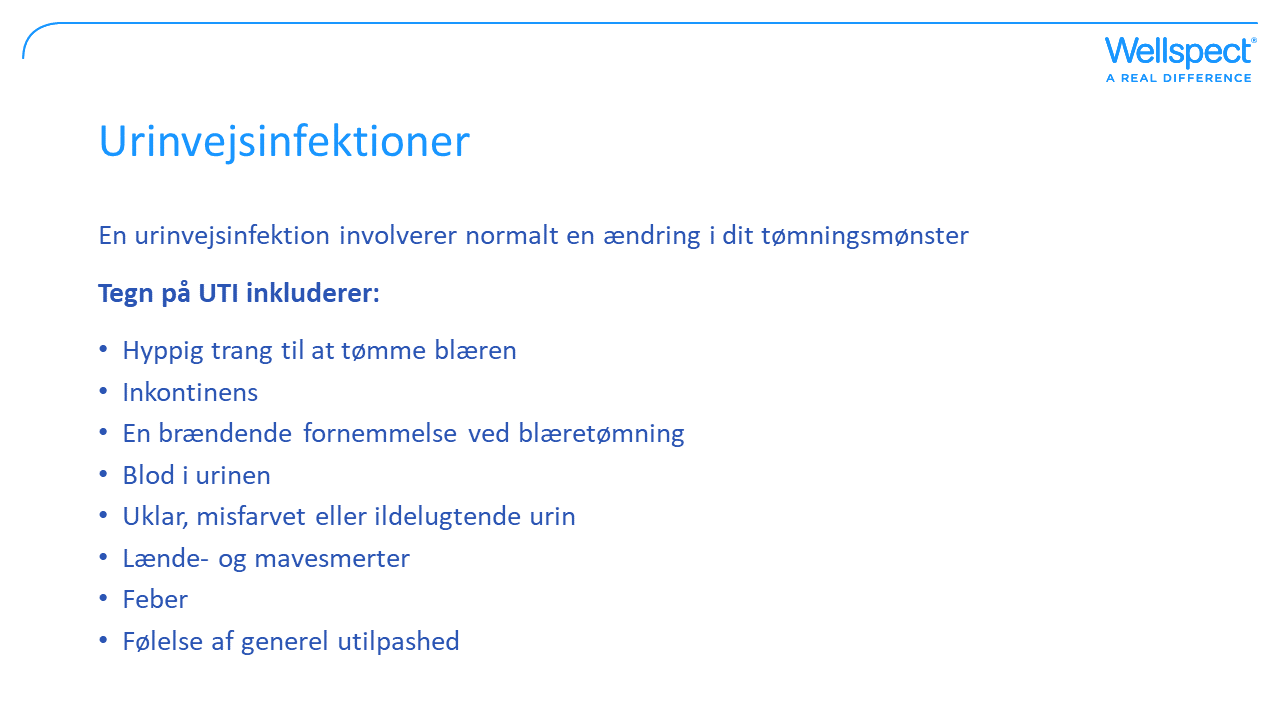 Wellspect®
A REAL DIFFERENCE
Urinvejsinfektioner
En urinvejsinfektion involverer normalt en ændring i dit tømningsmønster
Tegn på UTI inkluderer:
• Hyppig trang til at tømme blæren
• Inkontinens
• En brændende fornemmelse ved blæretømning
• Blod i urinen
• Uklar, misfarvet eller ildelugtende urin
• Lænde- og mavesmerter
• Feber
• Følelse af generel utilpashed